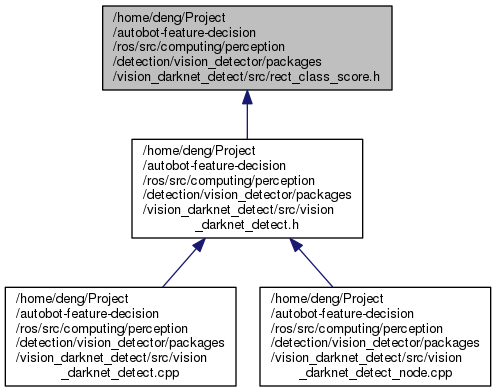 /home/deng/Project
/autobot-feature-decision
/ros/src/computing/perception
/detection/vision_detector/packages
/vision_darknet_detect/src/rect_class_score.h
/home/deng/Project
/autobot-feature-decision
/ros/src/computing/perception
/detection/vision_detector/packages
/vision_darknet_detect/src/vision
_darknet_detect.h
/home/deng/Project
/autobot-feature-decision
/ros/src/computing/perception
/detection/vision_detector/packages
/vision_darknet_detect/src/vision
_darknet_detect.cpp
/home/deng/Project
/autobot-feature-decision
/ros/src/computing/perception
/detection/vision_detector/packages
/vision_darknet_detect/src/vision
_darknet_detect_node.cpp